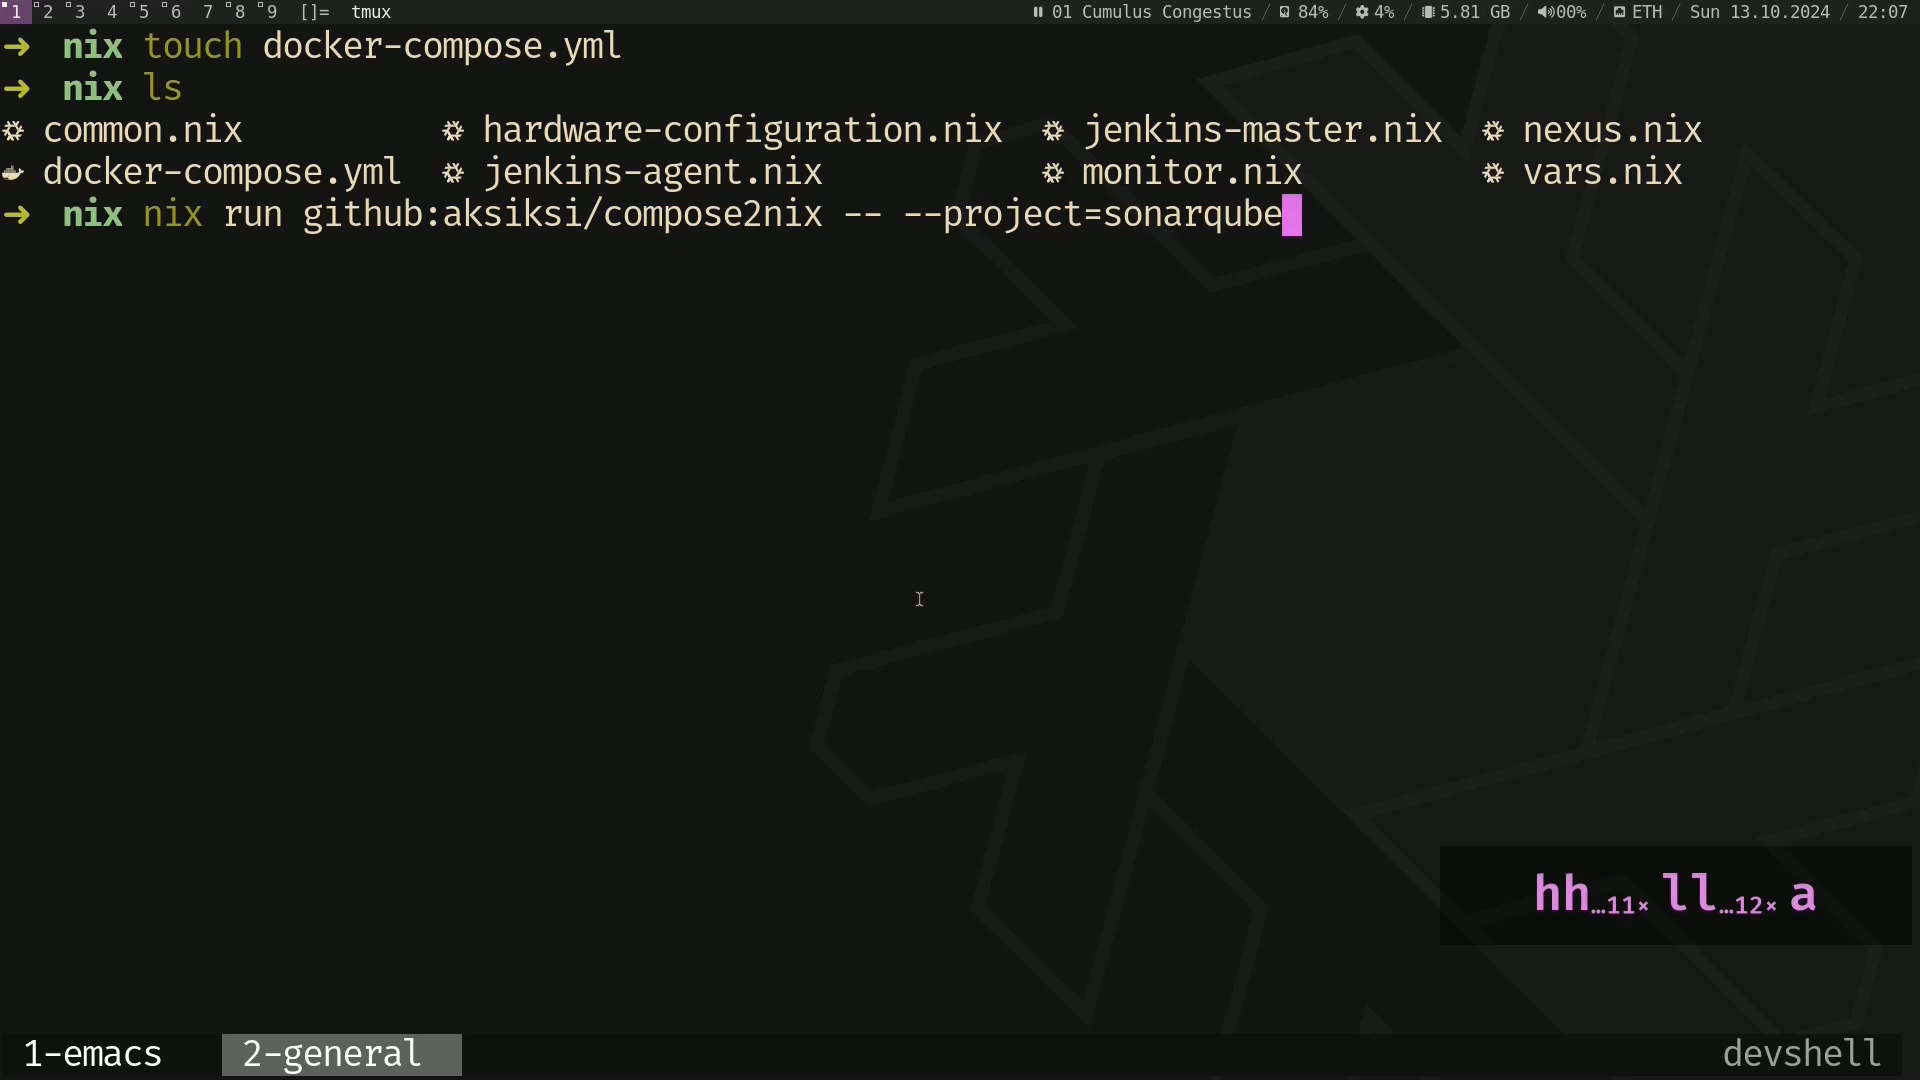 1 2 3 4 5 6 7 8 9 []= tmux 01 Cumulus Congestus / 84% / 4% / 5.81 GB / 00% / ETH / Sun 13.10.2024 / 22:07
➜ nix touch docker-compose.yml
➜ nix ls
common.nix hardware-configuration.nix jenkins-master.nix nexus.nix
docker-compose.yml jenkins-agent.nix monitor.nix vars.nix
➜ nix nix run github:aksiksi/compose2nix -- --project=sonarqube
hh…11× ll…12× a
1-emacs 2-general devshell